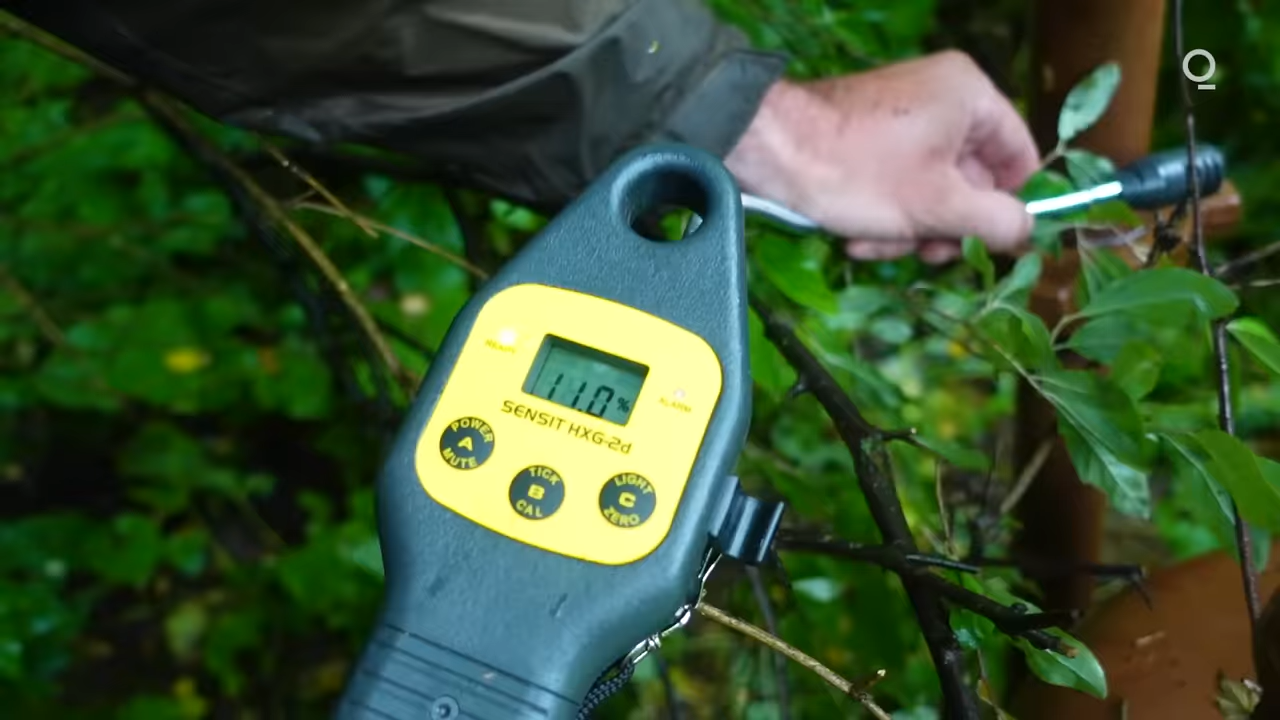 READY
11.0%
ALARM
SENSIT HXG-2d
POWER
A
MUTE
TICK
B
CAL
LIGHT
C
ZERO